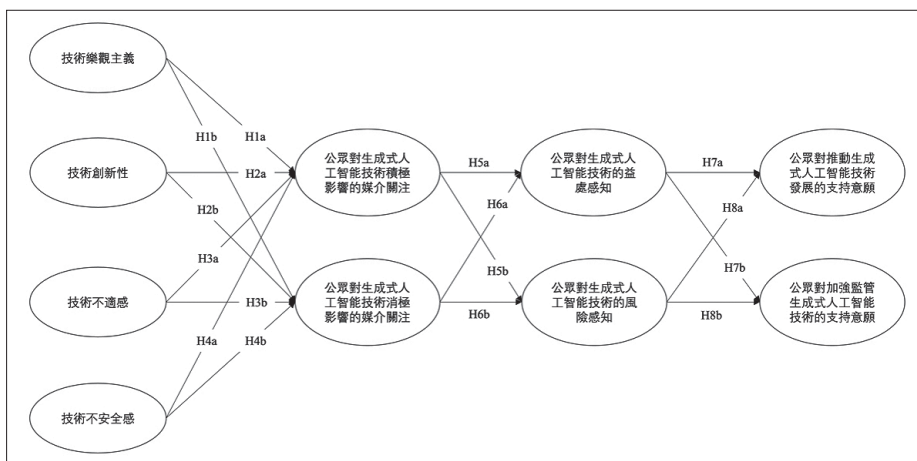 技術樂觀主義
技術創新性
技術不適感
技術不安全感
H1a
H1b
H2a
H2b
H3a
H3b
H4a
H4b
公眾對生成式人
工智能技術積極
影響的媒介關注
公眾對生成式人
工智能技術消極
影響的媒介關注
H5a
H6a
H5b
H6b
公眾對生成式人
工智能技術的益
處感知
公眾對生成式人
工智能技術的風
險感知
H7a
H8a
H7b
H8b
公眾對推動生成
式人工智能技術
發展的支持意願
公眾對加強監管
生成式人工智能
技術的支持意願